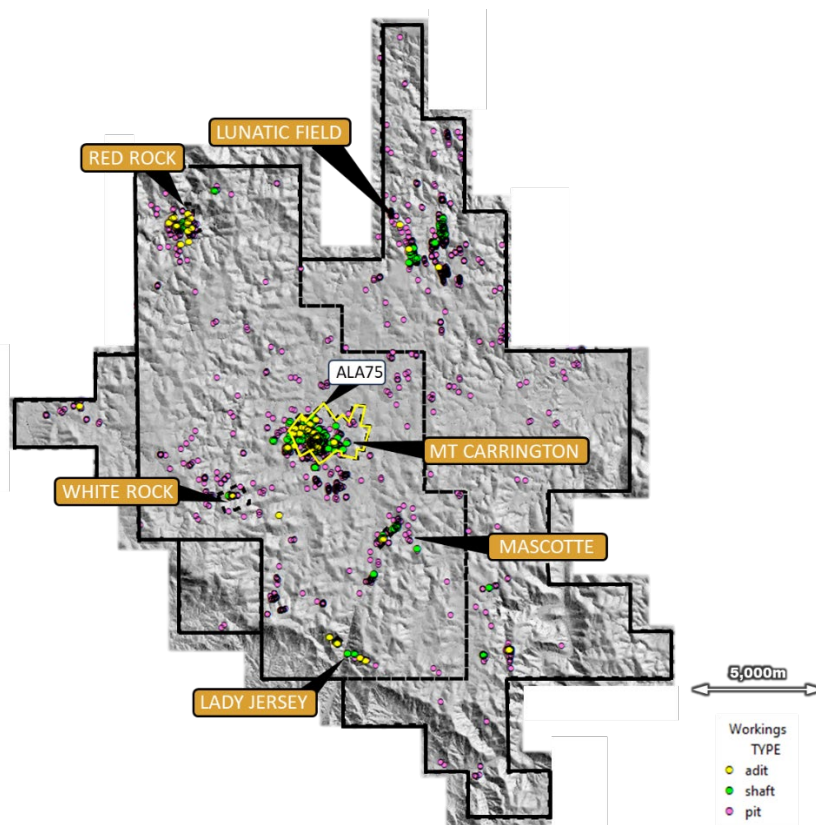 LUNATIC FIELD
RED ROCK
ALA75
MT CARRINGTON
WHITE ROCK
MASCOTTE
LADY JERSEY
5,000m
Workings
TYPE
adit
shaft
pit